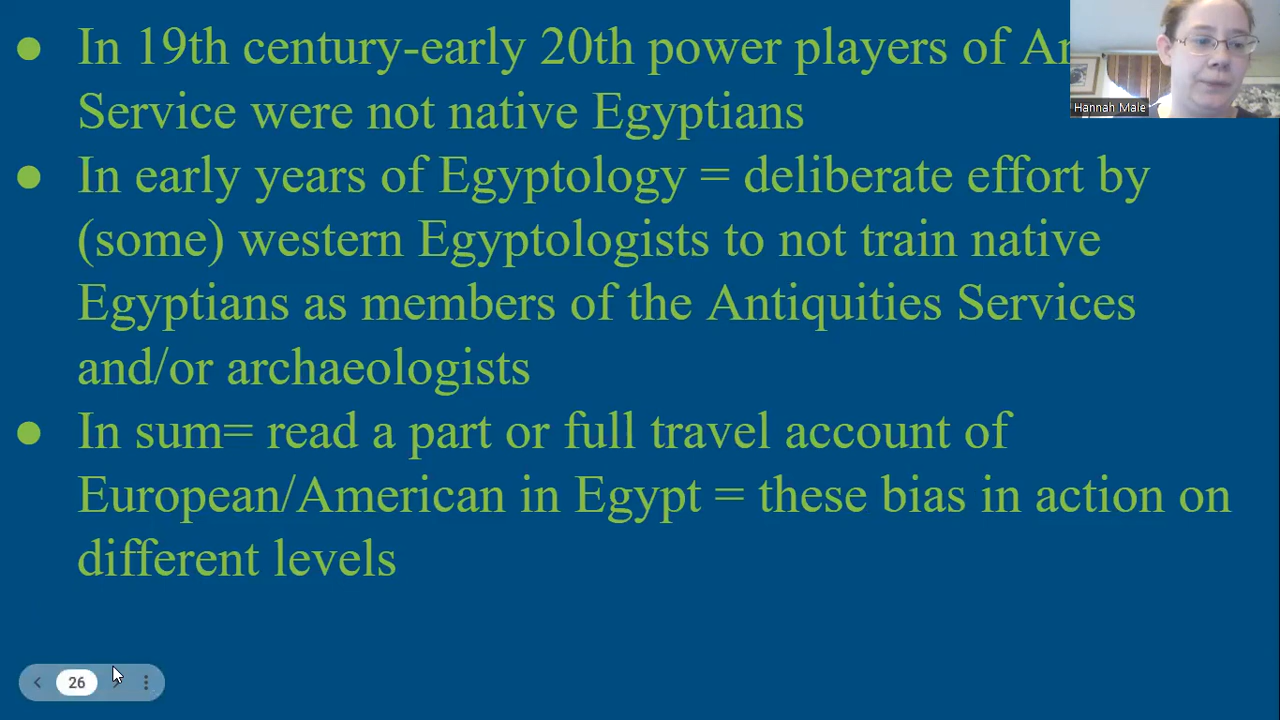 In 19th century-early 20th power players of
Service were not native Egyptians
In early years of Egyptology = deliberate effort by
(some) western Egyptologists to not train native
Egyptians as members of the Antiquities Services
and/or archaeologists
In sum= read a part or full travel account of
European/American in Egypt = these bias in action on
different levels
Hannah Male
26